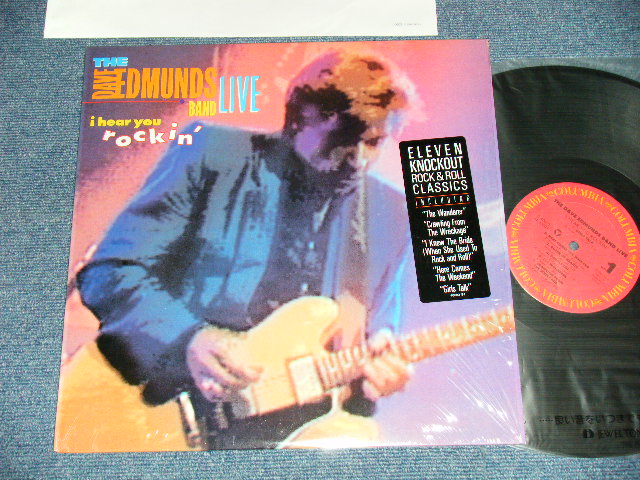 THE
DAVE EDMUNDS
BAND LIVE
i hear you
rockin'
ELEVEN
KNOCKOUT
ROCK & ROLL
CLASSICS
INCLUDING
"The Wanderer"
"Crawling From
The Wreckage"
"I Knew The Bride
(When She Used To
Rock and Roll)"
"Here Comes
The Weekend"
"Girls Talk"
COLUMBIA
THE DAVE EDMUNDS BAND LIVE
1
JEWELTONE